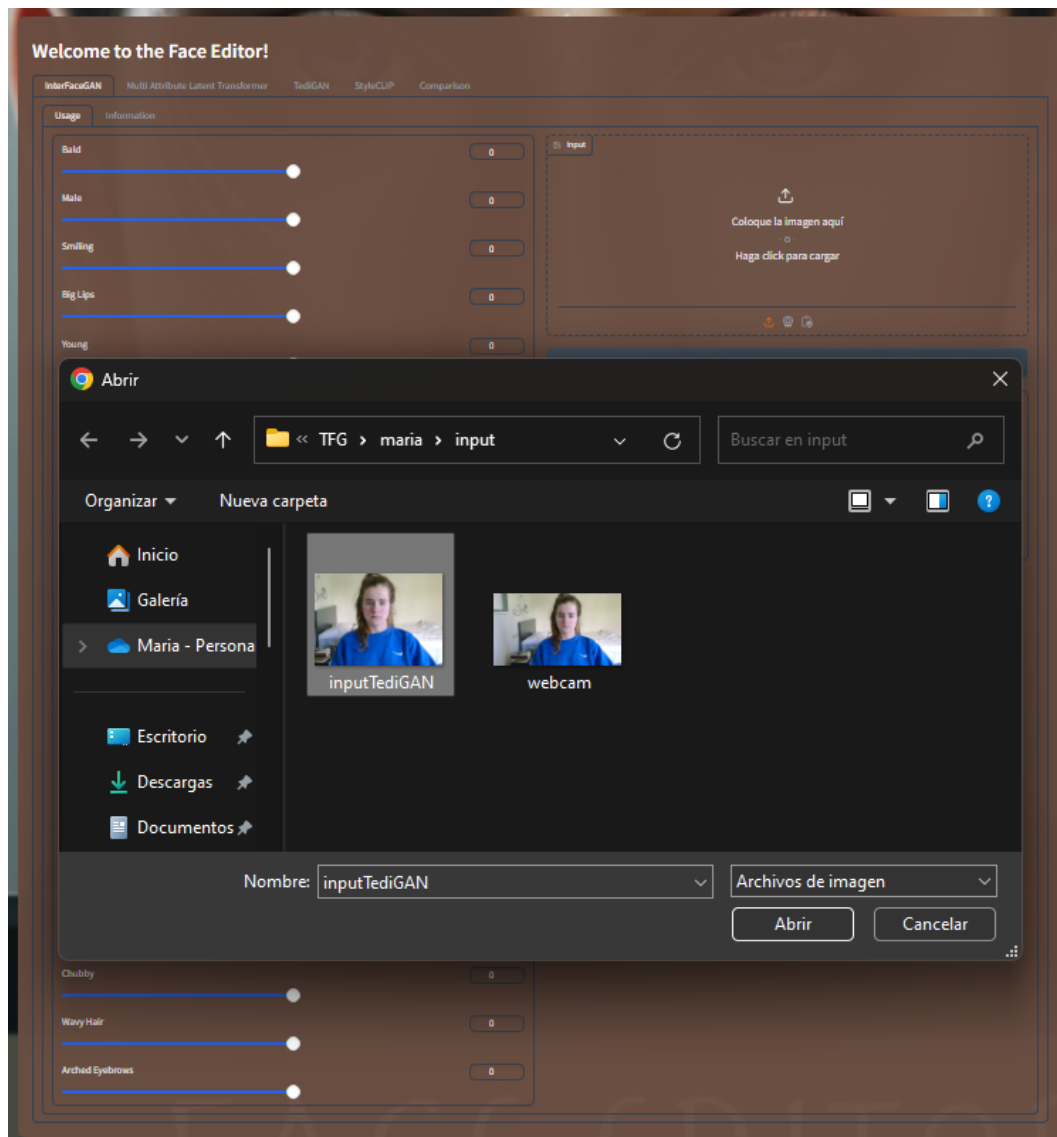 Welcome to the Face Editor!
InterFaceGAN Multi Attribute Latent Transformer TediGAN StyleCLIP Comparison
Usage Information
Bald 0
Input
Male 0
Coloque la imagen aquí
- o -
Haga click para cargar
Smiling 0
Big Lips 0
Young 0
Abrir
« TFG › maria › input
Buscar en input
Organizar Nueva carpeta
Inicio
Galería
Maria - Persona
Escritorio
Descargas
Documentos
inputTediGAN webcam
Nombre: inputTediGAN Archivos de imagen
Abrir Cancelar
Chubby 0
Wavy Hair 0
Arched Eyebrows 0